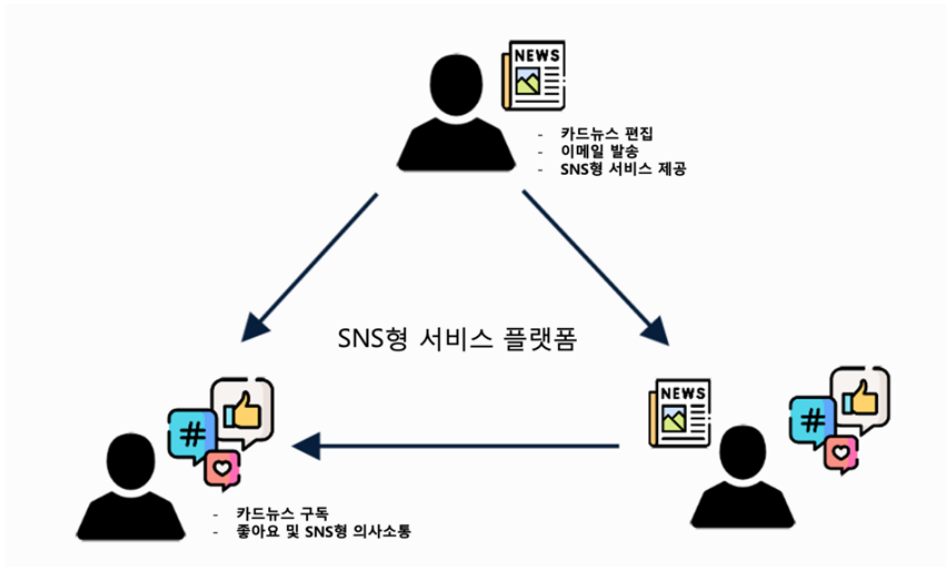 NEWS
- 카드뉴스 편집
- 이메일 발송
- SNS형 서비스 제공
SNS형 서비스 플랫폼
NEWS
#
#
- 카드뉴스 구독
- 좋아요 및 SNS형 의사소통